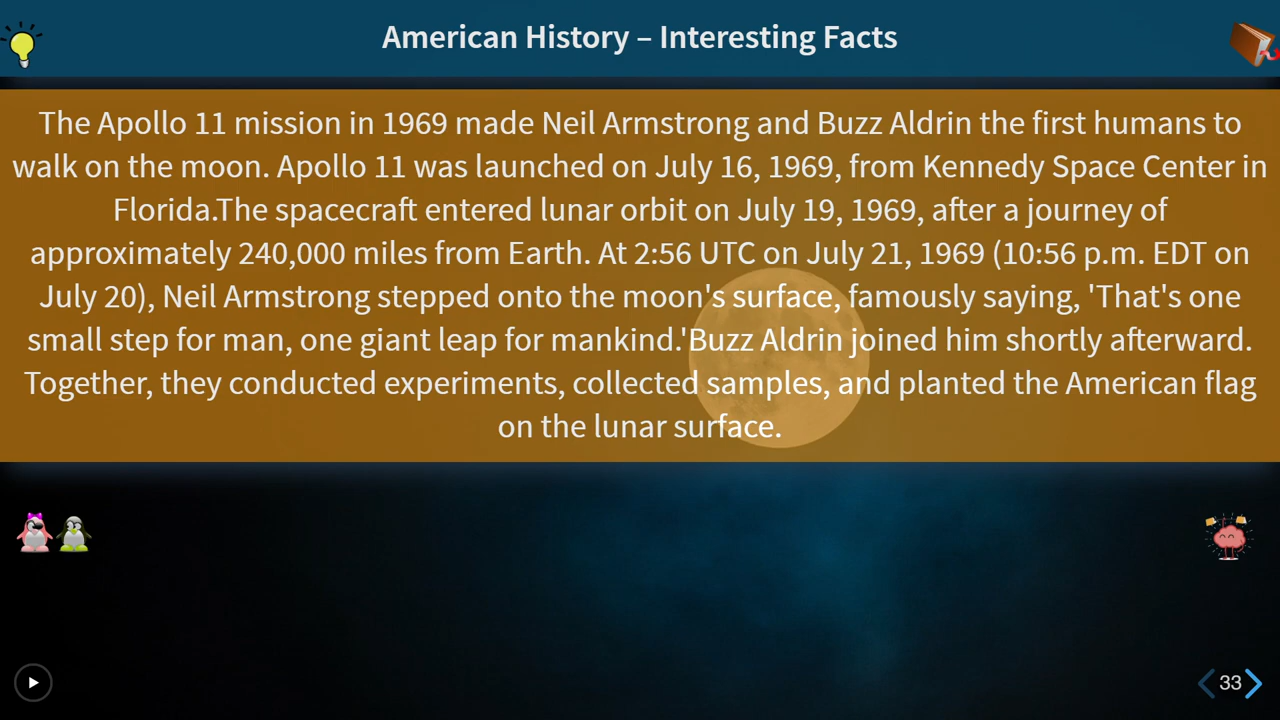 American History – Interesting Facts
The Apollo 11 mission in 1969 made Neil Armstrong and Buzz Aldrin the first humans to
walk on the moon. Apollo 11 was launched on July 16, 1969, from Kennedy Space Center in
Florida.The spacecraft entered lunar orbit on July 19, 1969, after a journey of
approximately 240,000 miles from Earth. At 2:56 UTC on July 21, 1969 (10:56 p.m. EDT on
July 20), Neil Armstrong stepped onto the moon's surface, famously saying, 'That's one
small step for man, one giant leap for mankind.'Buzz Aldrin joined him shortly afterward.
Together, they conducted experiments, collected samples, and planted the American flag
on the lunar surface.
33